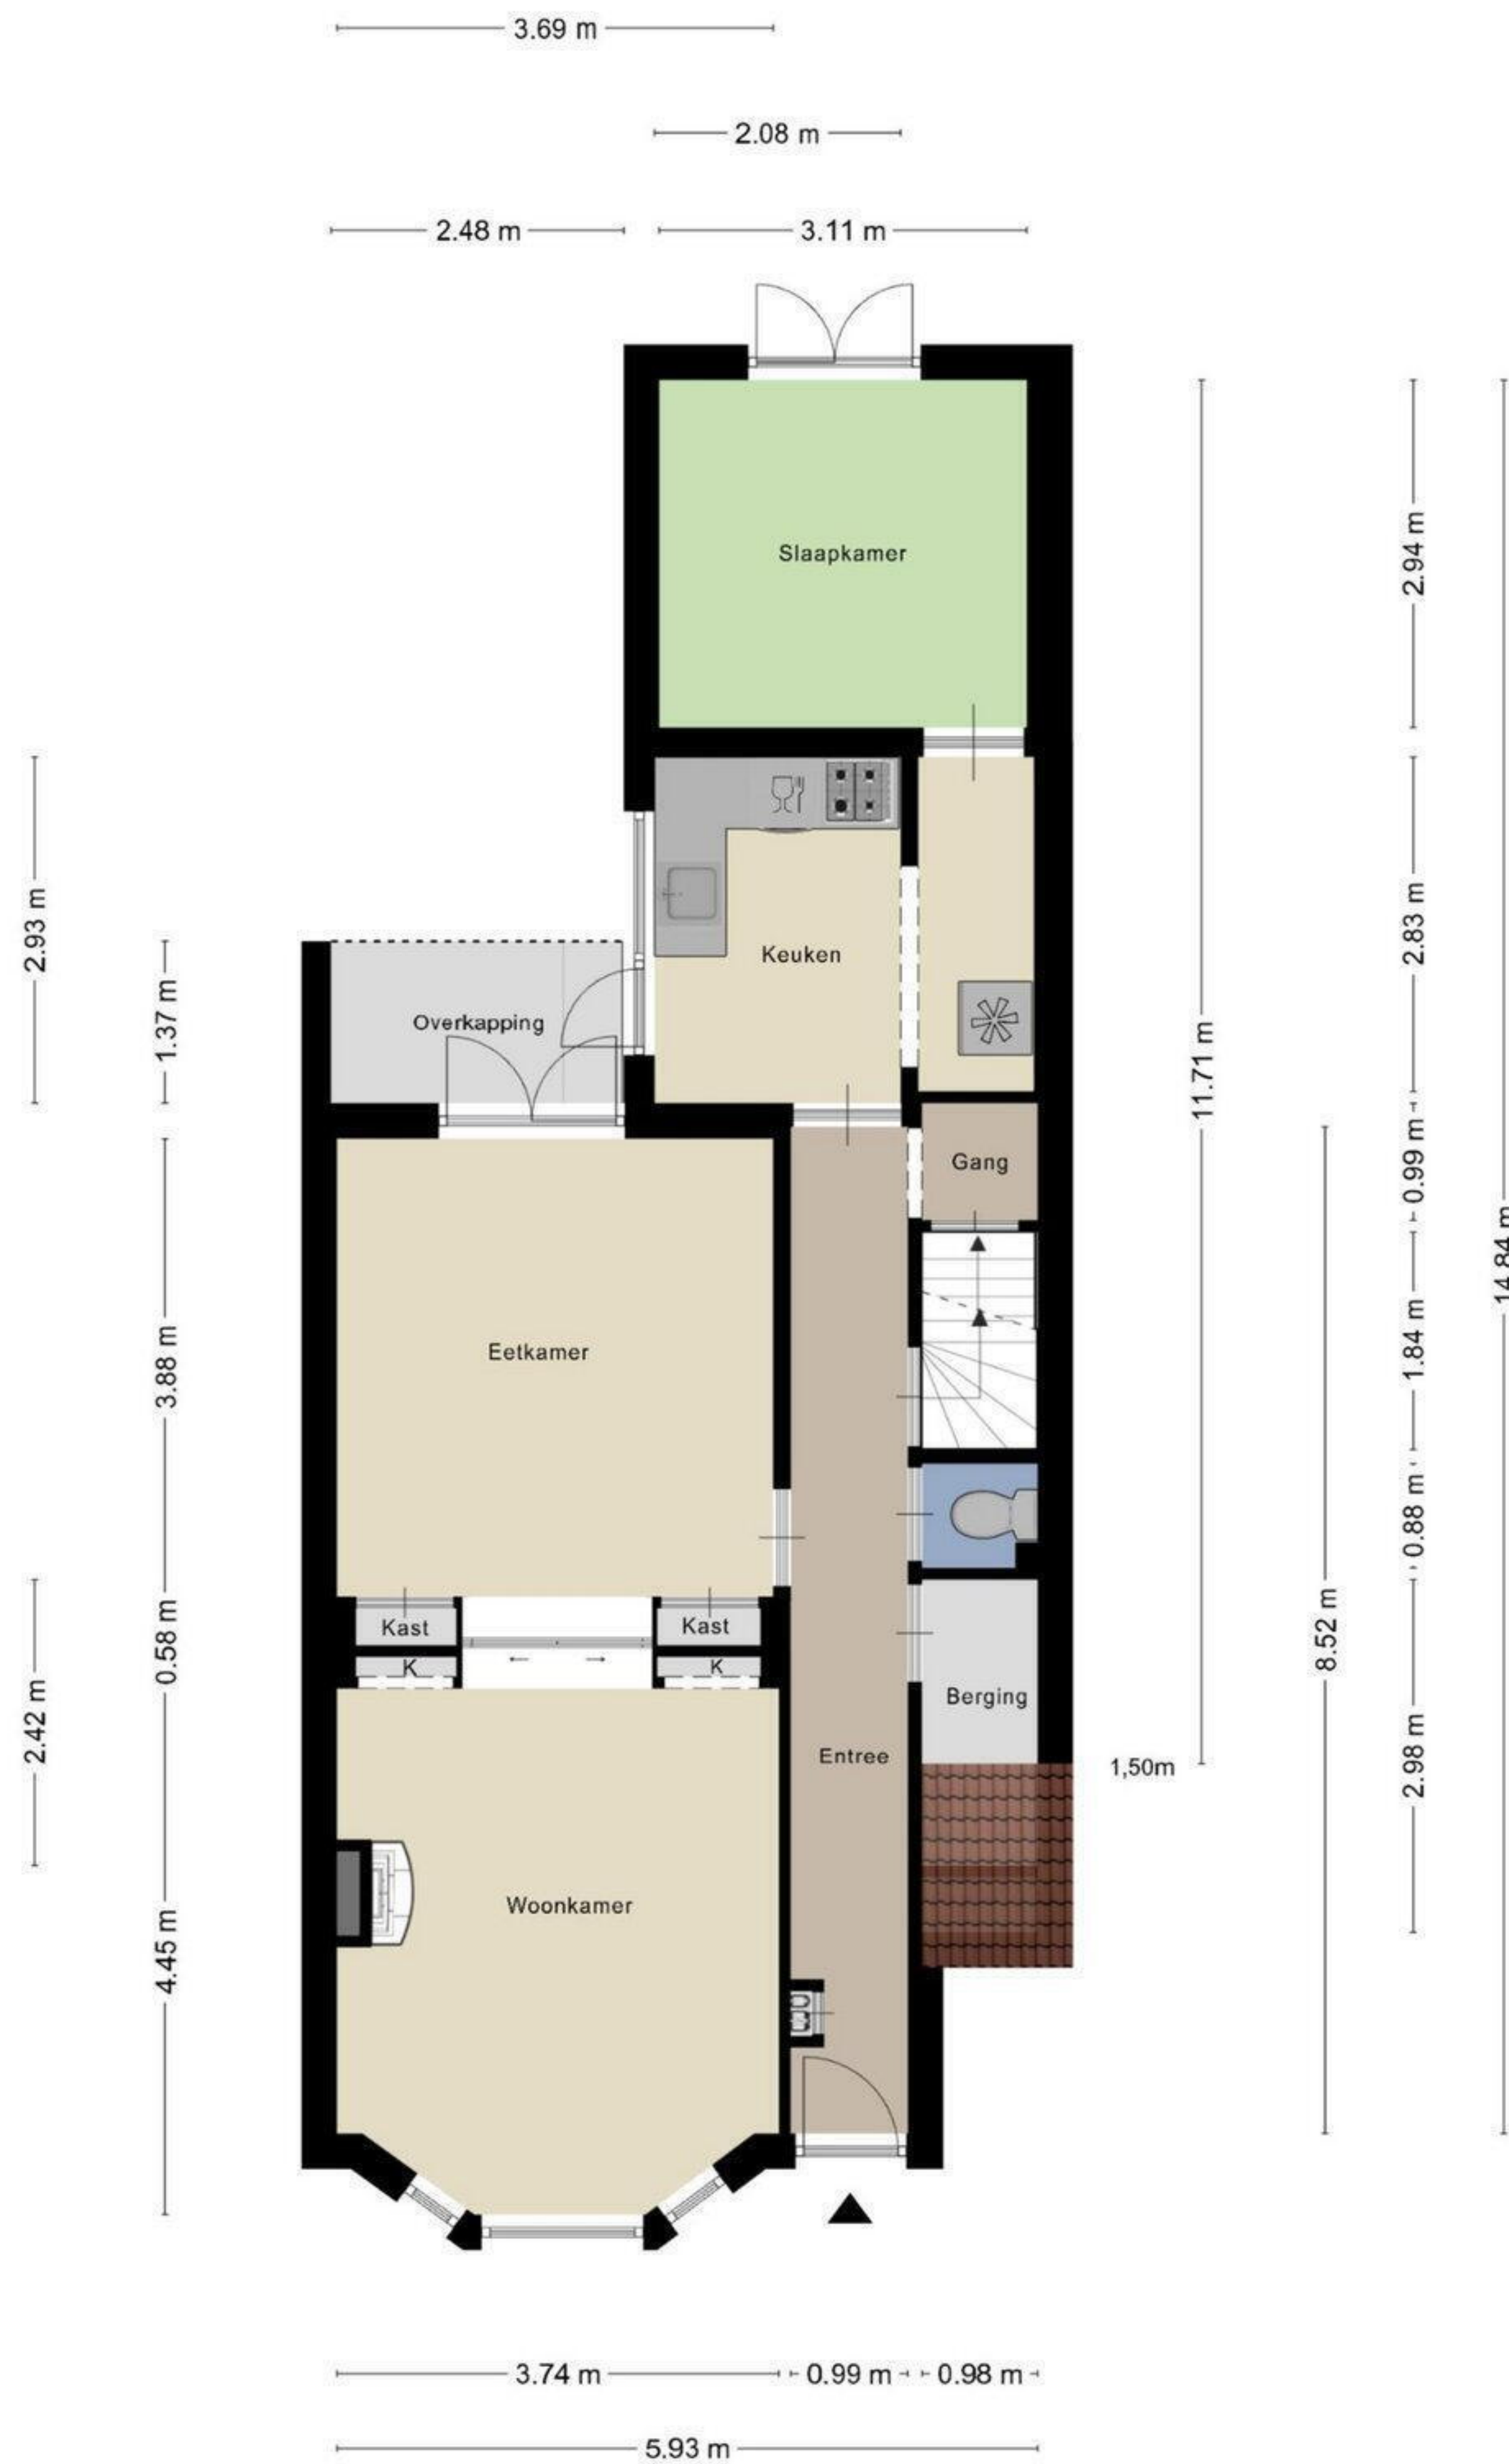 3.69 m
2.08 m
2.48 m
3.11 m
Slaapkamer
2.94 m
2.93 m
2.83 m
Keuken
1.37 m
Overkapping
11.71 m
0.99 m
Gang
14.84 m
Eetkamer
3.88 m
1.84 m
0.88 m
Kast
Kast
0.58 m
8.52 m
K
K
Berging
2.42 m
Entree
1,50m
2.98 m
Woonkamer
4.45 m
3.74 m
0.99 m
0.98 m
5.93 m